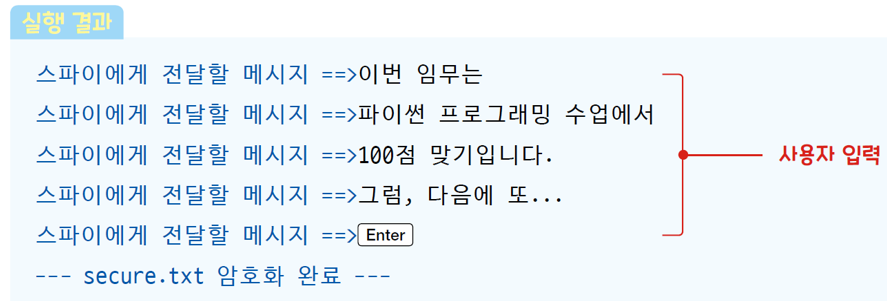 실행 결과
스파이에게 전달할 메시지 ==>이번 임무는
스파이에게 전달할 메시지 ==>파이썬 프로그래밍 수업에서
스파이에게 전달할 메시지 ==>100점 맞기입니다.
사용자 입력
스파이에게 전달할 메시지 ==>그럼, 다음에 또...
스파이에게 전달할 메시지 ==>Enter
--- secure.txt 암호화 완료 ---